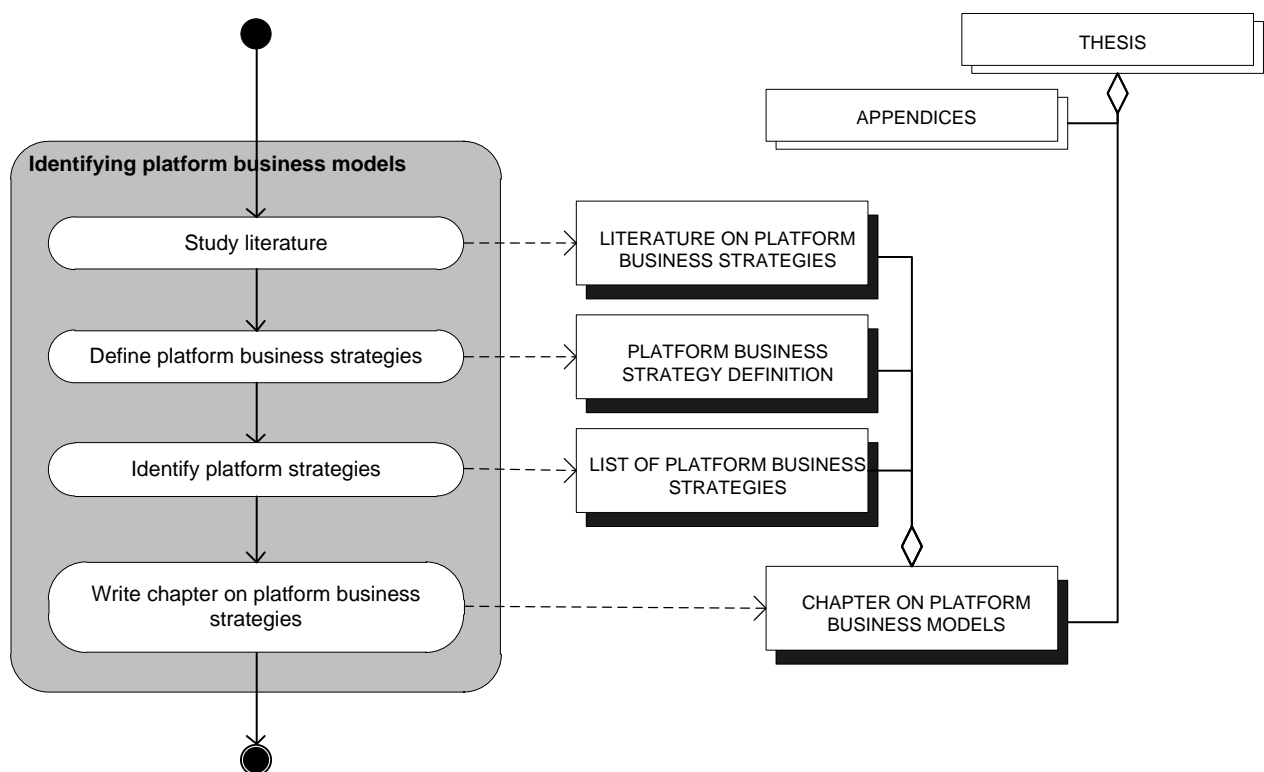 THESIS
APPENDICES
Identifying platform business models
Study literature
LITERATURE ON PLATFORM
BUSINESS STRATEGIES
Define platform business strategies
PLATFORM BUSINESS
STRATEGY DEFINITION
Identify platform strategies
LIST OF PLATFORM BUSINESS
STRATEGIES
Write chapter on platform business
strategies
CHAPTER ON PLATFORM
BUSINESS MODELS